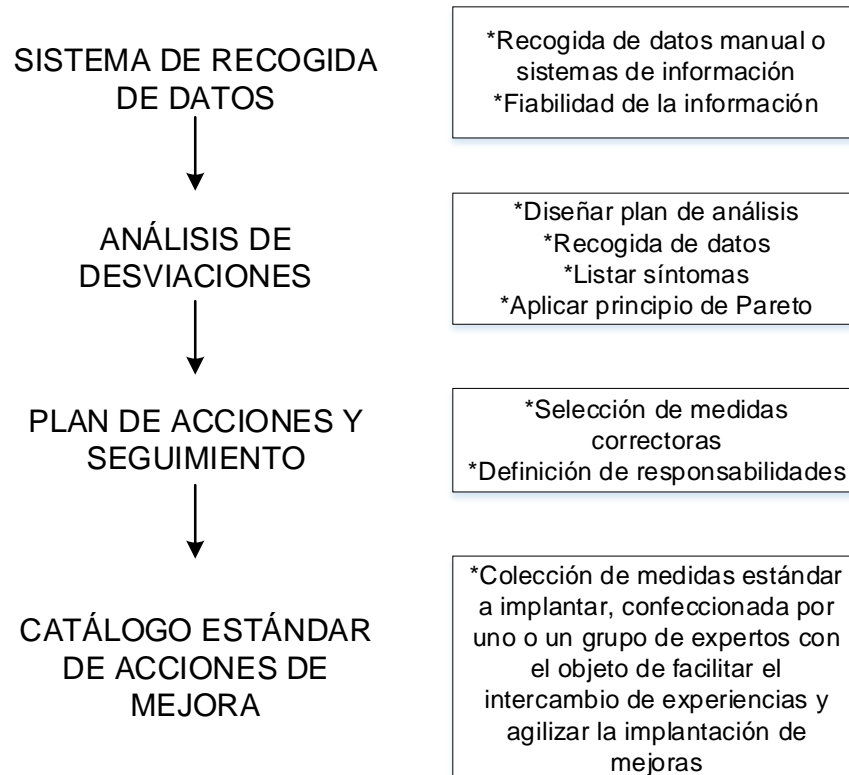 SISTEMA DE RECOGIDA
DE DATOS
*Recogida de datos manual o
sistemas de información
*Fiabilidad de la información
ANÁLISIS DE
DESVIACIONES
*Diseñar plan de análisis
*Recogida de datos
*Listar síntomas
*Aplicar principio de Pareto
PLAN DE ACCIONES Y
SEGUIMIENTO
*Selección de medidas
correctoras
*Definición de responsabilidades
CATÁLOGO ESTÁNDAR
DE ACCIONES DE
MEJORA
*Colección de medidas estándar
a implantar, confeccionada por
uno o un grupo de expertos con
el objeto de facilitar el
intercambio de experiencias y
agilizar la implantación de
mejoras